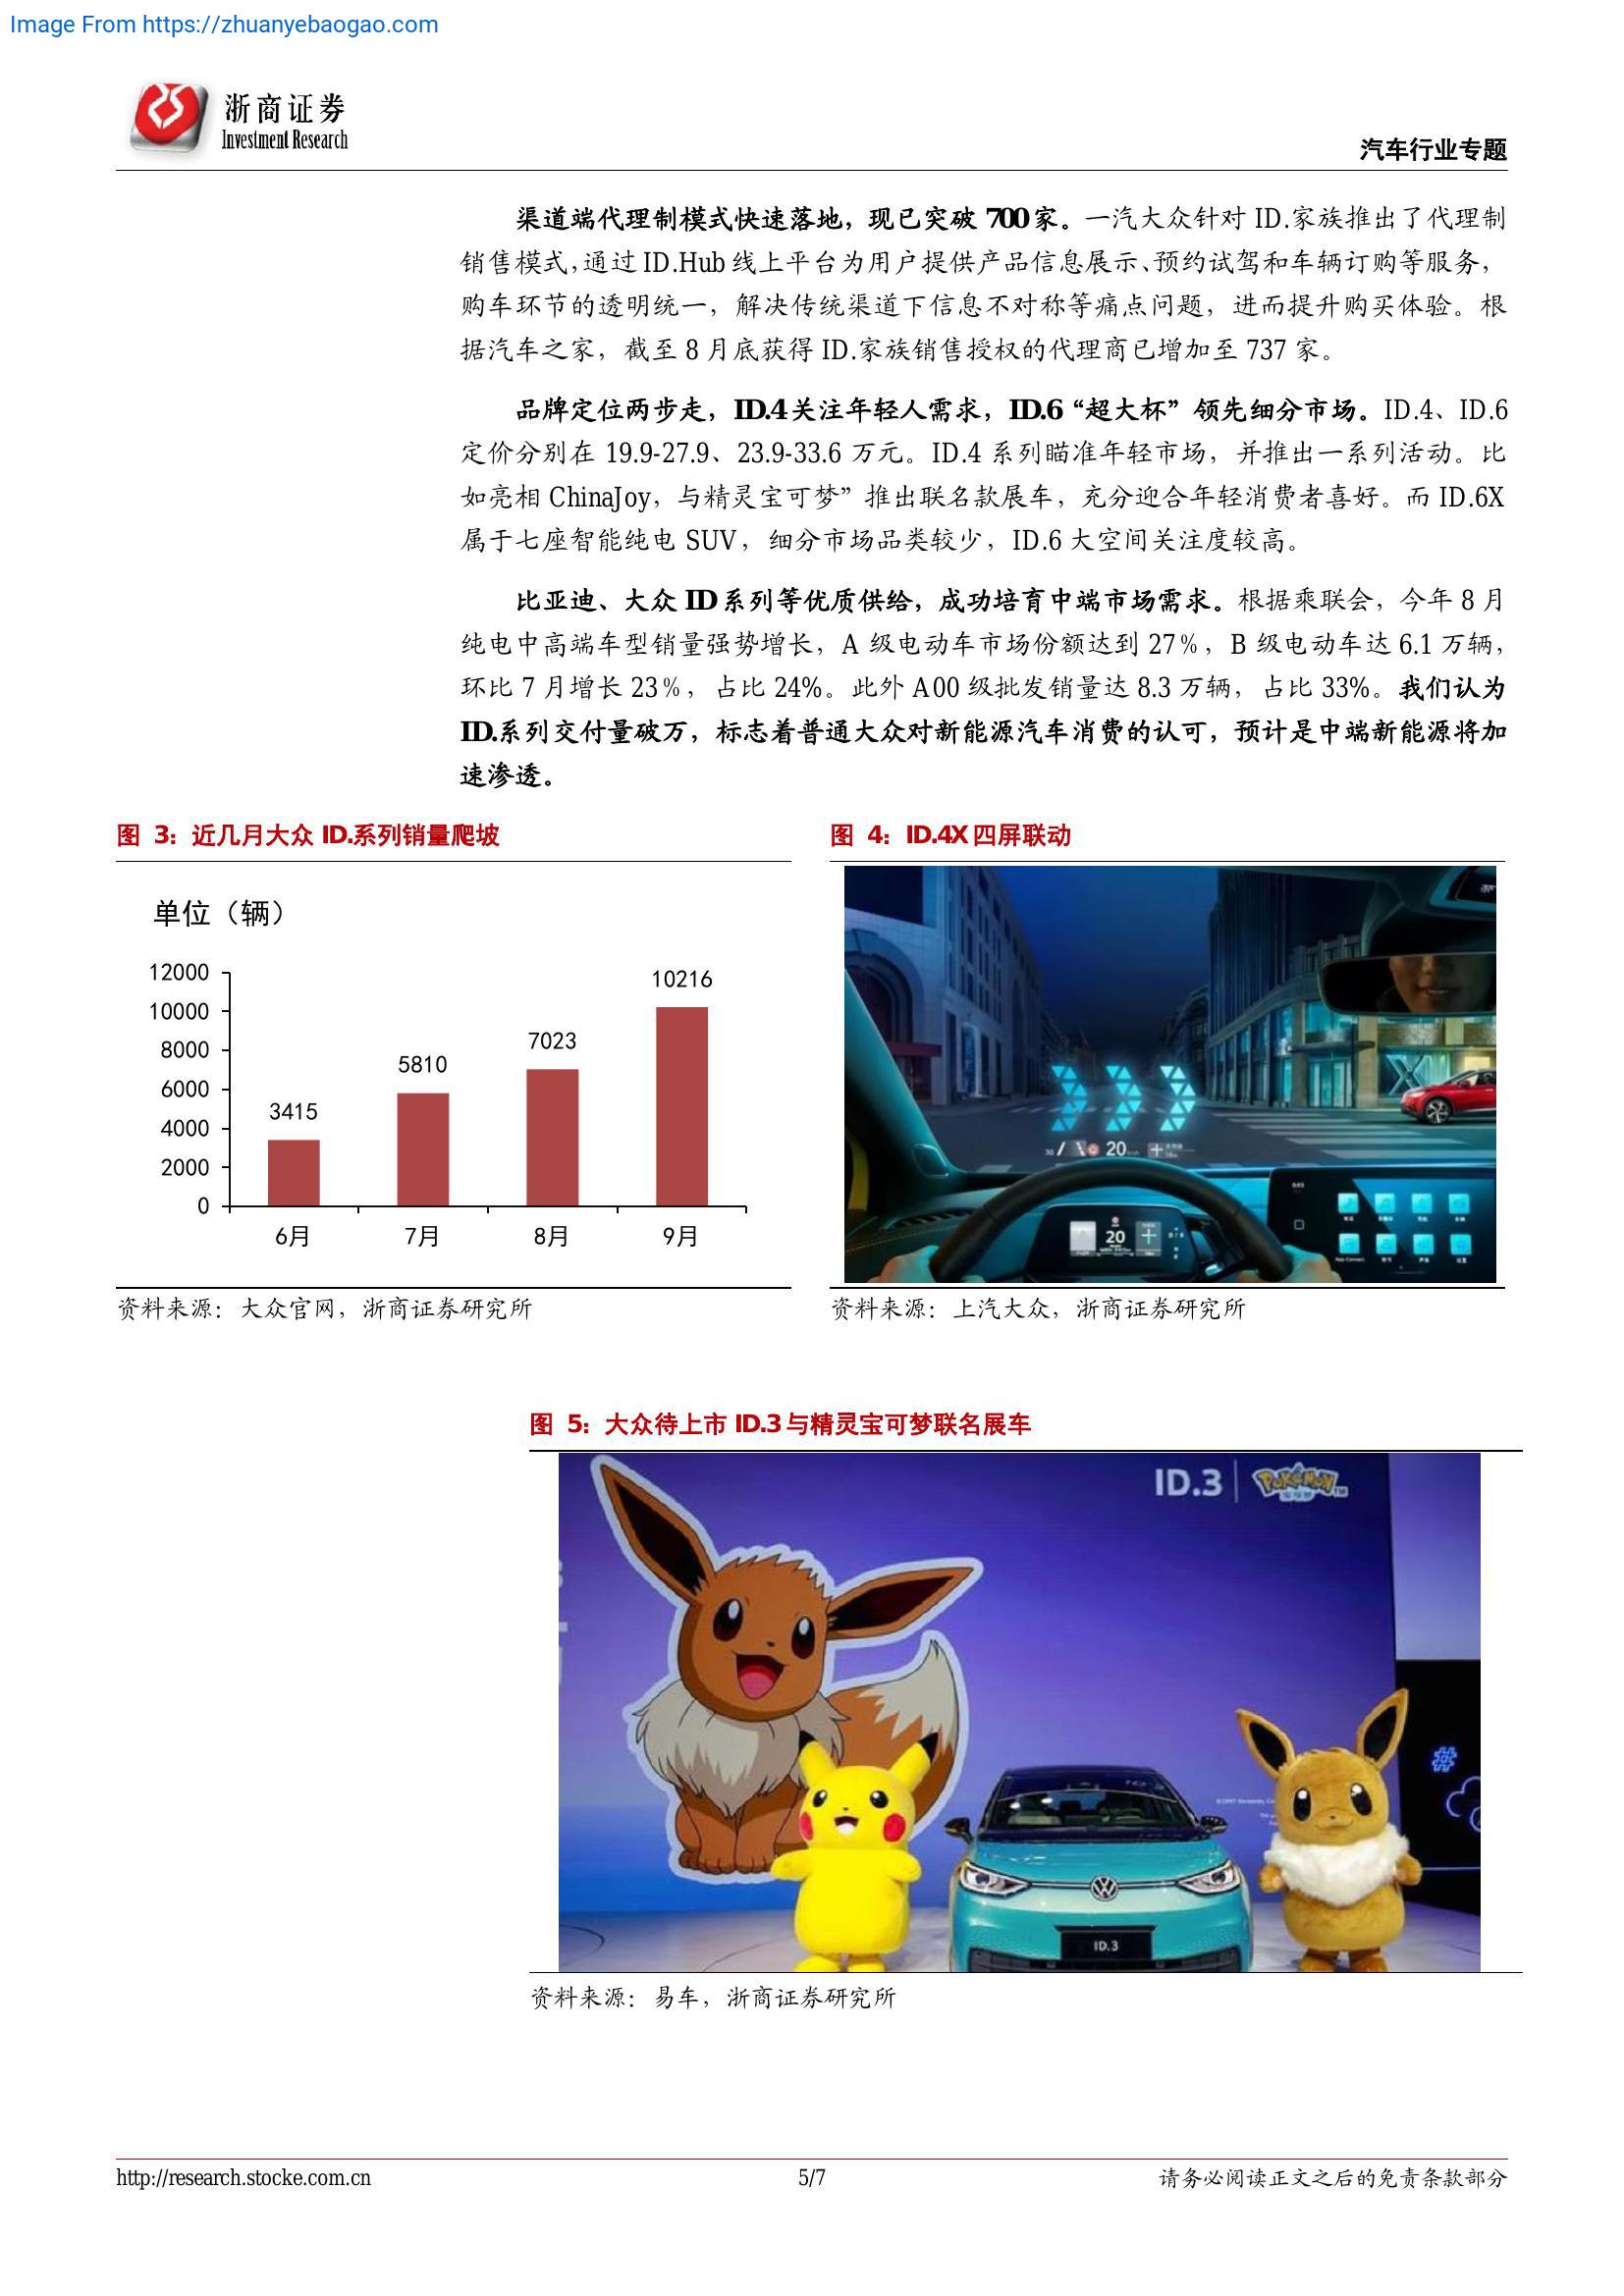 Image From https://zhuanyebaogao.com
浙商证券
Investment Research
汽车行业专题
渠道端代理制模式快速落地，现已突破 700 家。一汽大众针对 ID.家族推出了代理制
销售模式，通过 ID.Hub 线上平台为用户提供产品信息展示、预约试驾和车辆订购等服务，
购车环节的透明统一，解决传统渠道下信息不对称等痛点问题，进而提升购买体验。根
据汽车之家，截至 8 月底获得 ID.家族销售授权的代理商已增加至 737 家。
品牌定位两步走，ID.4 关注年轻人需求，ID.6“超大杯”领先细分市场。ID.4、ID.6
定价分别在 19.9-27.9、23.9-33.6 万元。ID.4 系列瞄准年轻市场，并推出一系列活动。比
如亮相 ChinaJoy，与精灵宝可梦”推出联名款展车，充分迎合年轻消费者喜好。而 ID.6X
属于七座智能纯电 SUV，细分市场品类较少，ID.6 大空间关注度较高。
比亚迪、大众 ID 系列等优质供给，成功培育中端市场需求。根据乘联会，今年 8 月
纯电中高端车型销量强势增长，A 级电动车市场份额达到 27%，B 级电动车达 6.1 万辆，
环比 7 月增长 23%，占比 24%。此外 A00 级批发销量达 8.3 万辆，占比 33%。我们认为
ID.系列交付量破万，标志着普通大众对新能源汽车消费的认可，预计是中端新能源将加
速渗透。
图 3：近几月大众 ID.系列销量爬坡
单位（辆）
12000
10000
8000
6000
4000
2000
0
3415
5810
7023
10216
6月
7月
8月
9月
资料来源：大众官网，浙商证券研究所
图 4：ID.4X 四屏联动
20
20
App Connect
资料来源：上汽大众，浙商证券研究所
图 5：大众待上市 ID.3 与精灵宝可梦联名展车
ID.3
POKéMON
TM
#
ID.3
资料来源：易车，浙商证券研究所
http://research.stocke.com.cn
5/7
请务必阅读正文之后的免责条款部分